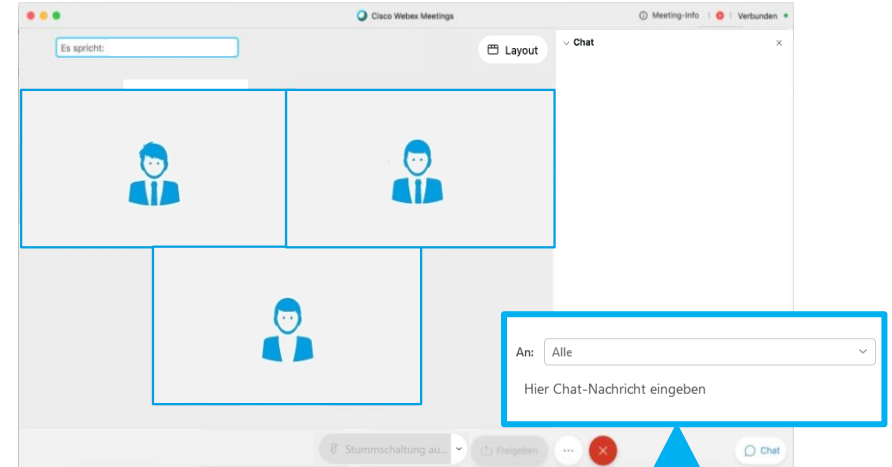 Cisco Webex Meetings
Meeting-Info
Verbunden
Es spricht:
Layout
Chat
An: Alle
Hier Chat-Nachricht eingeben
Stummschaltung au...
Freigeben
Chat